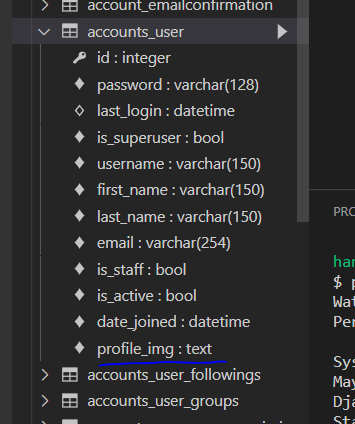 account_emailconfirmation
accounts_user
id : integer
password : varchar(128)
last_login : datetime
is_superuser : bool
username : varchar(150)
first_name : varchar(150)
last_name : varchar(150)
email : varchar(254)
is_staff : bool
is_active : bool
date_joined : datetime
profile_img : text
accounts_user_followings
accounts_user_groups
PRO
har
$ p
Wat
Per
Sys
May
Dja
Sta